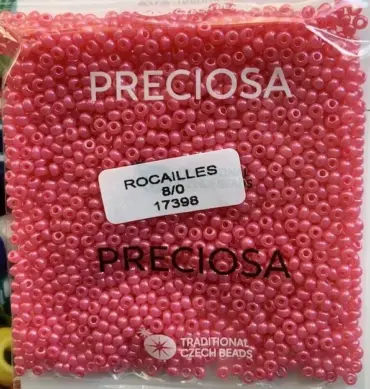 PRECIOSA
ROCAILLES
8/0
17398
PRECIOSA
TRADITIONAL
CZECH BEADS